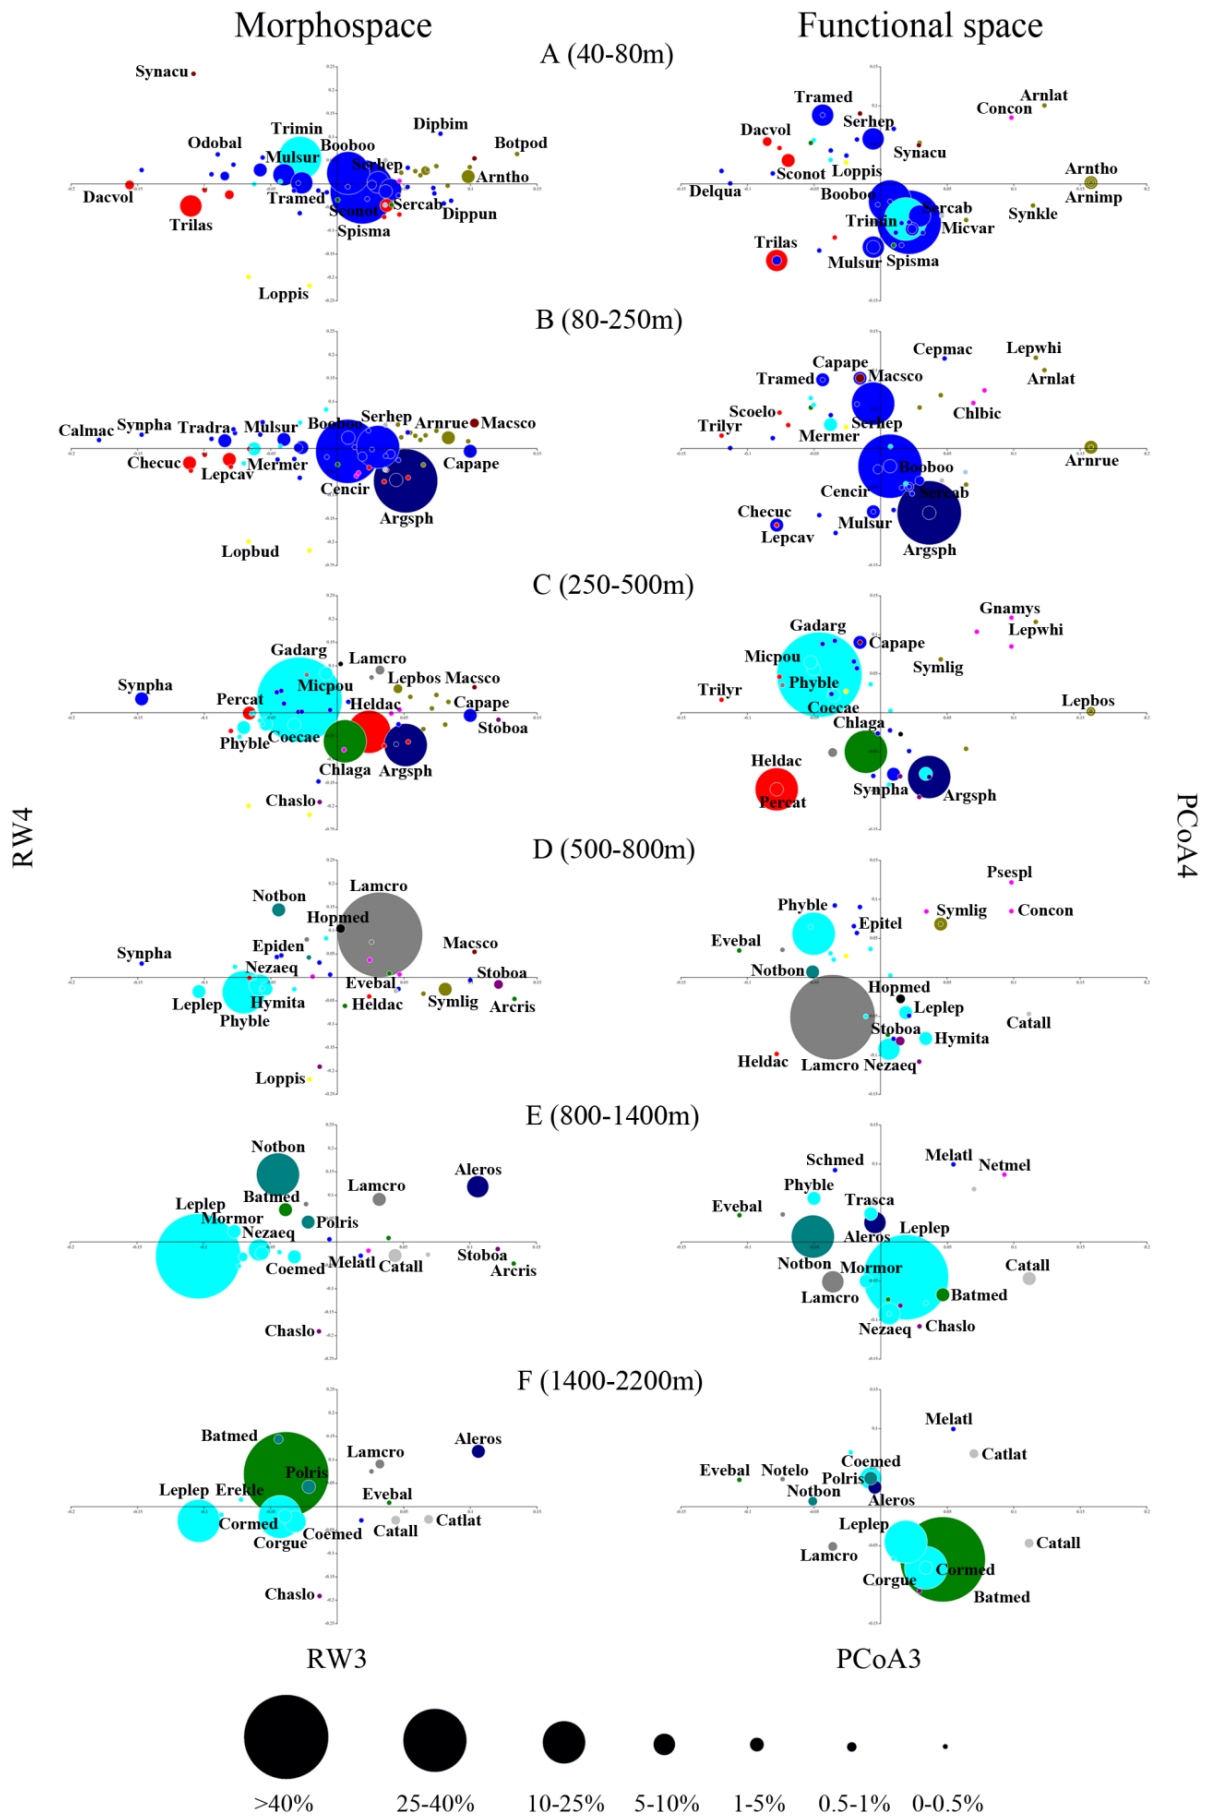 Morphospace
Functional space
A (40-80m)
Synacu
Odobal
Trimin
Mulsur
Booboo
Serhep
Dipbim
Botpod
Arntho
Dacvol
Trilas
Tramed
Sconot
Spisma
Sercab
Dippun
Loppis
Tramed
Serhep
Concon
Arnlat
Dacvol
Sconot
Loppis
Synacu
Delqua
Booboo
Sercab
Trimin
Micvar
Arntho
Arnimp
Synkle
Trilas
Mulsur
Spisma
B (80-250m)
Calmac
Synpha
Tradra
Mulsur
Booboo
Serhep
Arnrue
Macsco
Checuc
Lepcav
Mermer
Cencir
Capape
Argsph
Lopbud
Tramed
Capape
Macsco
Cepmac
Lepwhi
Arnlat
Chlbic
Scoelo
Trilyr
Mermer
Serhep
Arnrue
Booboo
Cencir
Sercab
Checuc
Lepcav
Mulsur
Argsph
C (250-500m)
Gadarg
Lamcro
Synpha
Percat
Micpou
Heldac
Lepbos
Macsco
Capape
Stoboa
Phyble
Coecae
Chlaga
Argsph
Chaslo
Gadarg
Capape
Gnamys
Lepwhi
Micpou
Phyble
Symlig
Trilyr
Coecae
Lepbos
Chlaga
Heldac
Percat
Synpha
Argsph
RW4
PCoA4
D (500-800m)
Notbon
Lamcro
Hopmed
Synpha
Epiden
Nezaeq
Macsco
Evebal
Stoboa
Leplep
Hymita
Phyble
Heldac
Symlig
Arcris
Loppis
Phyble
Psespl
Symlig
Concon
Evebal
Epitel
Notbon
Hopmed
Leplep
Stoboa
Catall
Hymita
Heldac
Lamcro
Nezaeq
E (800-1400m)
Notbon
Leplep
Batmed
Lamcro
Aleros
Mormor
Nezaeq
Polris
Coemed
Melatl
Catall
Stoboa
Arcris
Chaslo
Schmed
Melatl
Netmel
Phyble
Trasca
Evebal
Leplep
Notbon
Aleros
Mormor
Catall
Lamcro
Batmed
Nezaeq
Chaslo
F (1400-2200m)
Batmed
Lamcro
Aleros
Polris
Leplep
Erekle
Evebal
Cormed
Corgue
Coemed
Catall
Catlat
Chaslo
Melatl
Catlat
Evebal
Notelo
Coemed
Polris
Notbon
Aleros
Leplep
Lamcro
Catall
Corgue
Cormed
Batmed
RW3
PCoA3
>40%
25-40%
10-25%
5-10%
1-5%
0.5-1%
0-0.5%